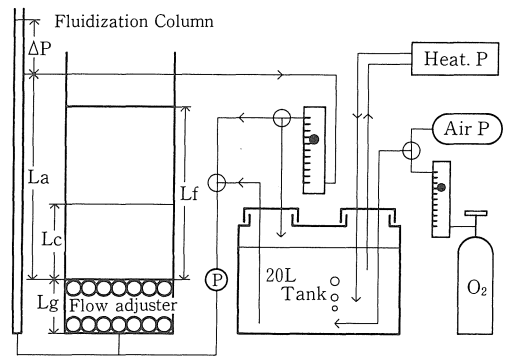 Fluidization Column
ΔP
Heat. P
Air P
La
Lf
Lc
P
20L
Tank
O₂
Lg
Flow adjuster